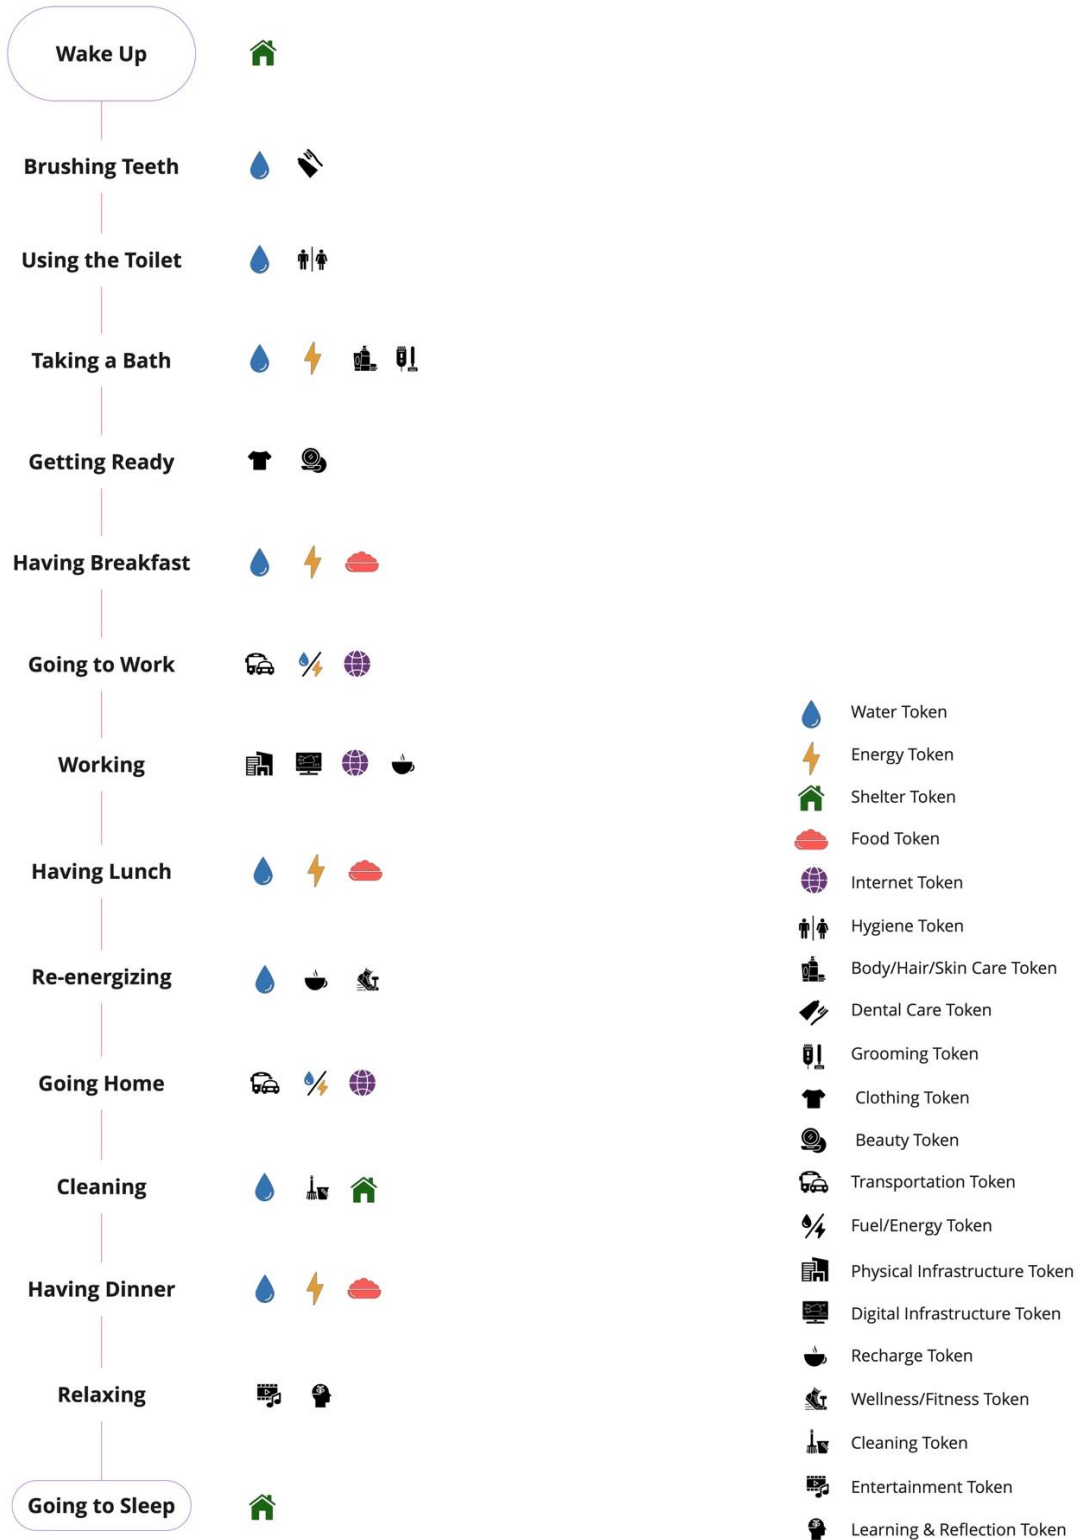 Wake Up
Brushing Teeth
Using the Toilet
Taking a Bath
Getting Ready
Having Breakfast
Going to Work
Working
Having Lunch
Re-energizing
Going Home
Cleaning
Having Dinner
Relaxing
Going to Sleep
Water Token
Energy Token
Shelter Token
Food Token
Internet Token
Hygiene Token
Body/Hair/Skin Care Token
Dental Care Token
Grooming Token
Clothing Token
Beauty Token
Transportation Token
Fuel/Energy Token
Physical Infrastructure Token
Digital Infrastructure Token
Recharge Token
Wellness/Fitness Token
Cleaning Token
Entertainment Token
Learning & Reflection Token